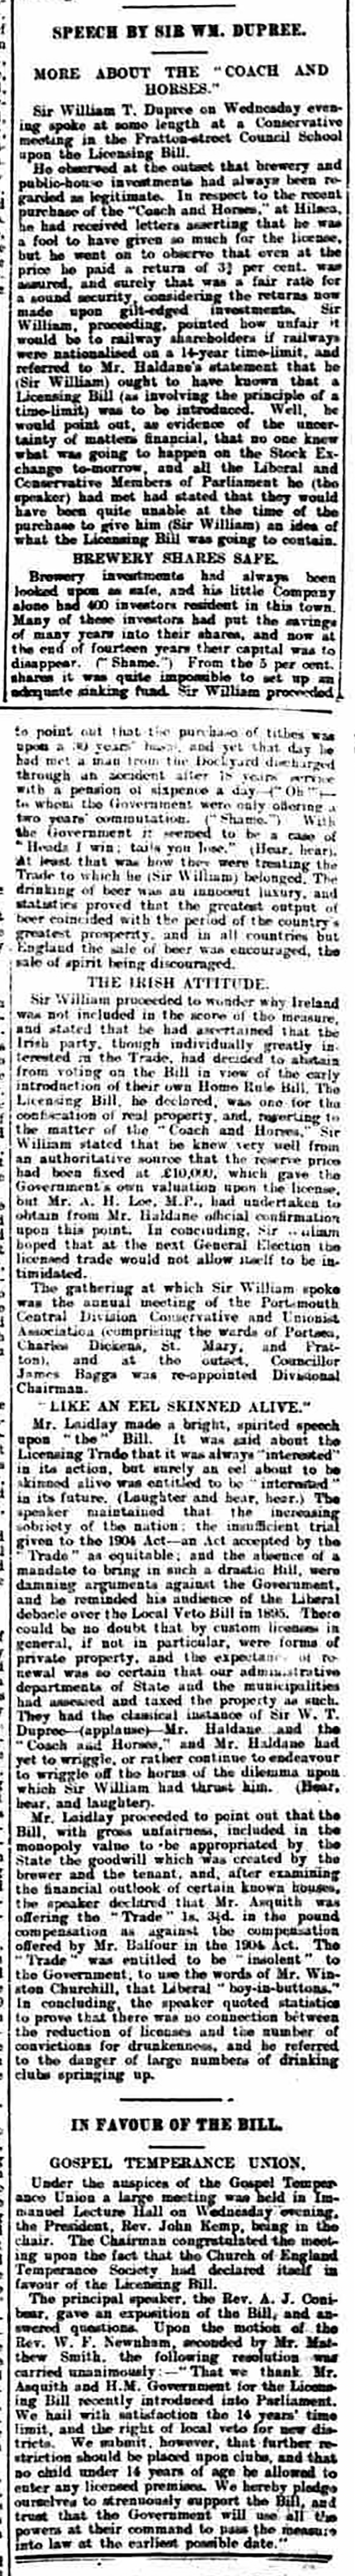 SPEECH BY SIR WM. DUPREE.
MORE ABOUT THE "COACH AND
HORSES."
Sir William T. Dupree on Wednesday even-
ing spoke at some length at a Conservative
meeting in the Fratton-street Council School
upon the Licensing Bill.
He observed at the outset that brewery and
public-house investments had always been re-
garded as legitimate. In respect to the recent
purchase of the "Coach and Horses," at Hilsea,
he had received letters asserting that he was
a fool to have given so much for the license,
but he went on to observe that even at the
price he paid a return of 3¾ per cent. was
assured, and surely that was a fair rate for
a sound security, considering the returns now
made upon gilt-edged investments. Sir
William, proceeding, pointed how unfair it
would be to railway shareholders if railways
were nationalised on a 14-year time-limit, and
referred to Mr. Haldane's statement that he
(Sir William) ought to have known that a
Licensing Bill (as involving the principle of a
time-limit) was to be introduced. Well, he
would point out, as evidence of the uncer-
tainty of matters financial, that no one knew
what was going to happen on the Stock Ex-
change to-morrow, and all the Liberal and
Conservative Members of Parliament he (the
speaker) had met had stated that they would
have been quite unable at the time of the
purchase to give him (Sir William) an idea of
what the Licensing Bill was going to contain.
BREWERY SHARES SAFE.
Brewery investments had always been
looked upon as safe, and his little Company
alone had 400 investors resident in this town.
Many of these investors had put the savings
of many years into their shares, and now at
the end of fourteen years their capital was to
disappear. ("Shame.") From the 5 per cent.
shares it was quite impossible to set up an
adequate sinking fund. Sir William proceeded
to point out that the purchase of tithes was
upon a 30 years' basis, and yet that day he
had met a man from the Dockyard discharged
through an accident after 18 years service
with a pension of sixpence a day—("Oh")—
to whom the Government were only offering a
two years' commutation. ("Shame.") With
the Government it seemed to be a case of
"Heads I win; tails you lose." (Hear, hear).
At least that was how they were treating the
Trade to which he (Sir William) belonged. The
drinking of beer was an innocent luxury, and
statistics proved that the greatest output of
beer coincided with the period of the country's
greatest prosperity, and in all countries but
England the sale of beer was encouraged, the
sale of spirit being discouraged.
THE IRISH ATTITUDE.
Sir William proceeded to wonder why Ireland
was not included in the score of the measure,
and stated that he had ascertained that the
Irish party, though individually greatly in-
terested in the Trade, had decided to abstain
from voting on the Bill in view of the early
introduction of their own Home Rule Bill. The
Licensing Bill, he declared, was one for the
confiscation of real property, and, reverting to
the matter of the "Coach and Horses," Sir
William stated that he knew very well from
an authoritative source that the reserve price
had been fixed at £10,000, which gave the
Government's own valuation upon the license,
but Mr. A. H. Lee, M.P., had undertaken to
obtain from Mr. Haldane official confirmation
upon this point. In concluding, Sir William
hoped that at the next General Election the
licensed trade would not allow itself to be in-
timidated.
The gathering at which Sir William spoke
was the annual meeting of the Portsmouth
Central Division Conservative and Unionist
Association (comprising the wards of Portsea,
Charles Dickens, St. Mary, and Frat-
ton), and at the outset, Councillor
James Baggs was re-appointed Divisional
Chairman.
"LIKE AN EEL SKINNED ALIVE."
Mr. Laidlay made a bright, spirited speech
upon "the" Bill. It was said about the
Licensing Trade that it was always "interested"
in its action, but surely an eel about to be
skinned alive was entitled to be "interested"
in its future. (Laughter and hear, hear.) The
speaker maintained that the increasing
sobriety of the nation; the insufficient trial
given to the 1904 Act—an Act accepted by the
"Trade" as equitable; and the absence of a
mandate to bring in such a drastic Bill, were
damning arguments against the Government,
and he reminded his audience of the Liberal
debacle over the Local Veto Bill in 1895. There
could be no doubt that by custom licenses in
general, if not in particular, were forms of
private property, and the expectancy of re-
newal was so certain that our administrative
departments of State and the municipalities
had assessed and taxed the property as such.
They had the classical instance of Sir W. T.
Dupree—(applause)—Mr. Haldane and the
"Coach and Horses," and Mr. Haldane had
yet to wriggle, or rather continue to endeavour
to wriggle off the horns of the dilemma upon
which Sir William had thrust him. (Hear,
hear, and laughter).
Mr. Laidlay proceeded to point out that the
Bill, with gross unfairness, included in the
monopoly value to be appropriated by the
State the goodwill which was created by the
brewer and the tenant, and, after examining
the financial outlook of certain known houses,
the speaker declared that Mr. Asquith was
offering the "Trade" 1s. 3¼d. in the pound
compensation as against the compensation
offered by Mr. Balfour in the 1904 Act. The
"Trade" was entitled to be "insolent" to
the Government, to use the words of Mr. Win-
ston Churchill, that Liberal "boy-in-buttons."
In concluding, the speaker quoted statistics
to prove that there was no connection between
the reduction of licenses and the number of
convictions for drunkenness, and he referred
to the danger of large numbers of drinking
clubs springing up.
IN FAVOUR OF THE BILL.
GOSPEL TEMPERANCE UNION.
Under the auspices of the Gospel Temper-
ance Union a large meeting was held in Im-
manuel Lecture Hall on Wednesday evening,
the President, Rev. John Kemp, being in the
chair. The Chairman congratulated the meet-
ing upon the fact that the Church of England
Temperance Society had declared itself in
favour of the Licensing Bill.
The principal speaker, the Rev. A. J. Coni-
bear, gave an exposition of the Bill, and an-
swered questions. Upon the motion of the
Rev. W. F. Newnham, seconded by Mr. Mat-
thew Smith, the following resolution was
carried unanimously:—"That we thank Mr.
Asquith and H.M. Government for the Licens-
ing Bill recently introduced into Parliament.
We hail with satisfaction the 14 years' time
limit, and the right of local veto for new dis-
tricts. We submit, however, that further re-
striction should be placed upon clubs, and that
no child under 14 years of age be allowed to
enter any licensed premises. We hereby pledge
ourselves to strenuously support the Bill, and
trust that the Government will use all the
powers at their command to pass the measure
into law at the earliest possible date."